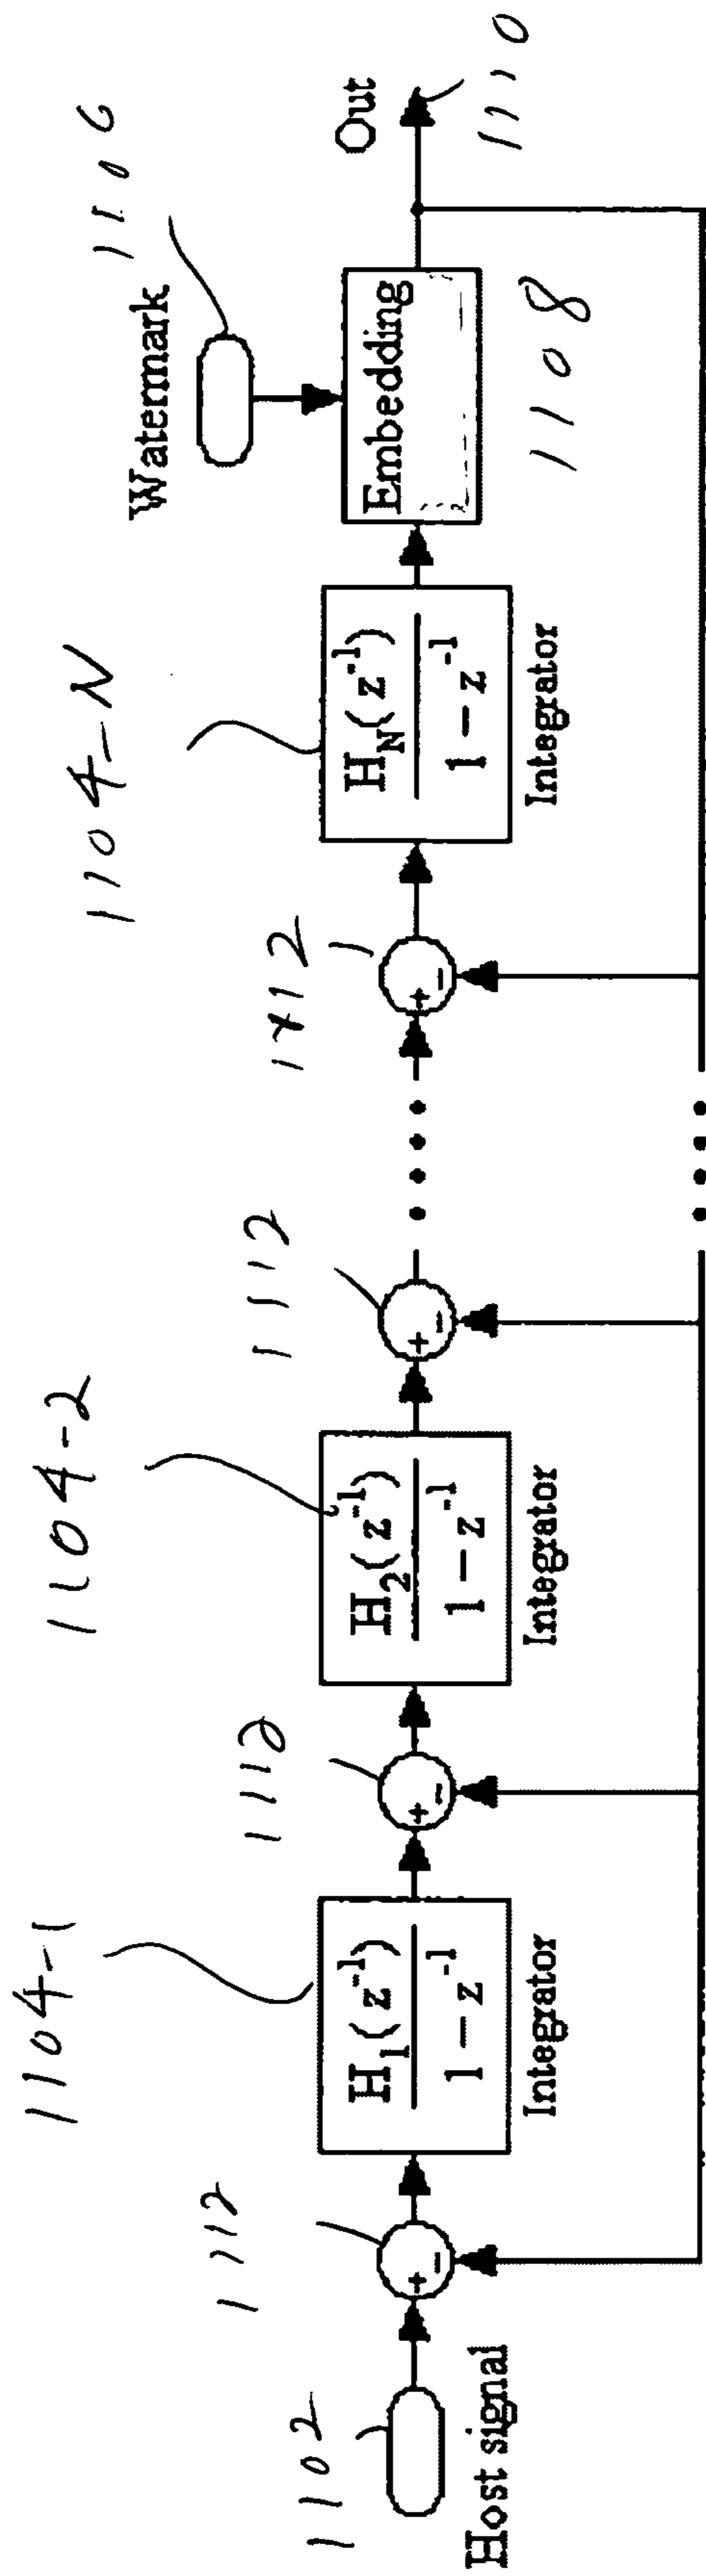 1102
Host signal
1112
+
−
1104-1
H₁(z⁻¹)
1 − z⁻¹
Integrator
1112
+
−
1104-2
H₂(z⁻¹)
1 − z⁻¹
Integrator
1112
+
−
1112
+
−
1104-N
H_N(z⁻¹)
1 − z⁻¹
Integrator
Watermark
1106
Embedding
1108
Out
1110